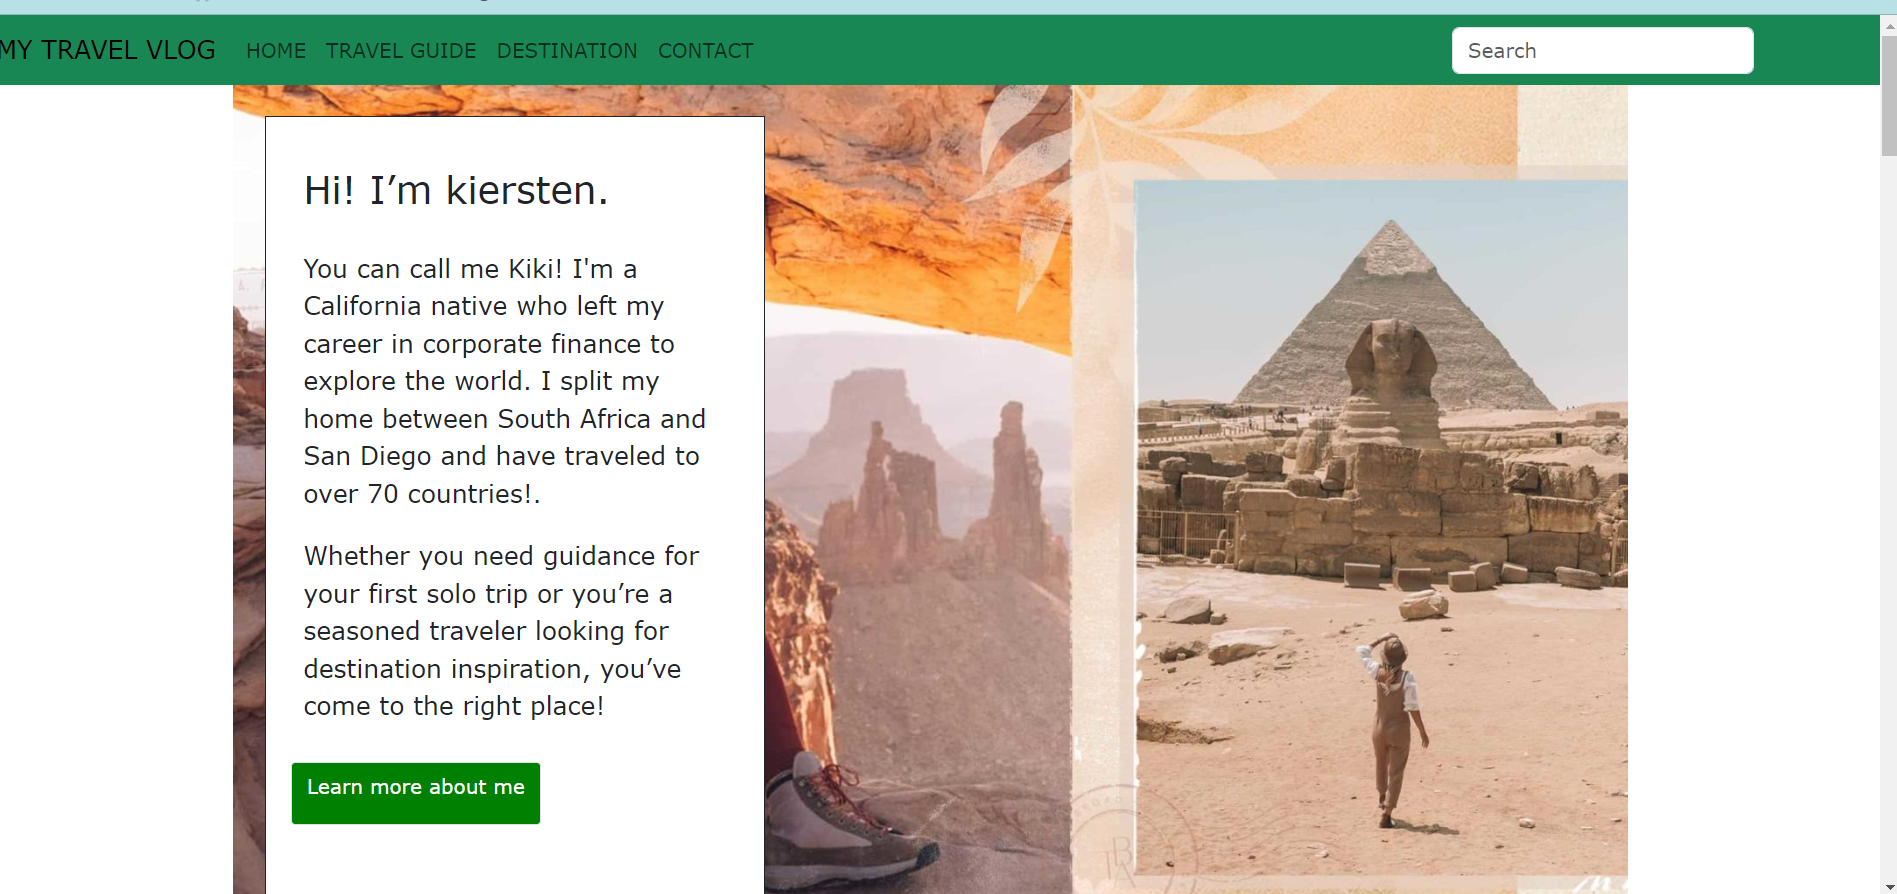 MY TRAVEL VLOG HOME TRAVEL GUIDE DESTINATION CONTACT Search
Hi! I’m kiersten.
You can call me Kiki! I'm a
California native who left my
career in corporate finance to
explore the world. I split my
home between South Africa and
San Diego and have traveled to
over 70 countries!.
Whether you need guidance for
your first solo trip or you’re a
seasoned traveler looking for
destination inspiration, you’ve
come to the right place!
Learn more about me